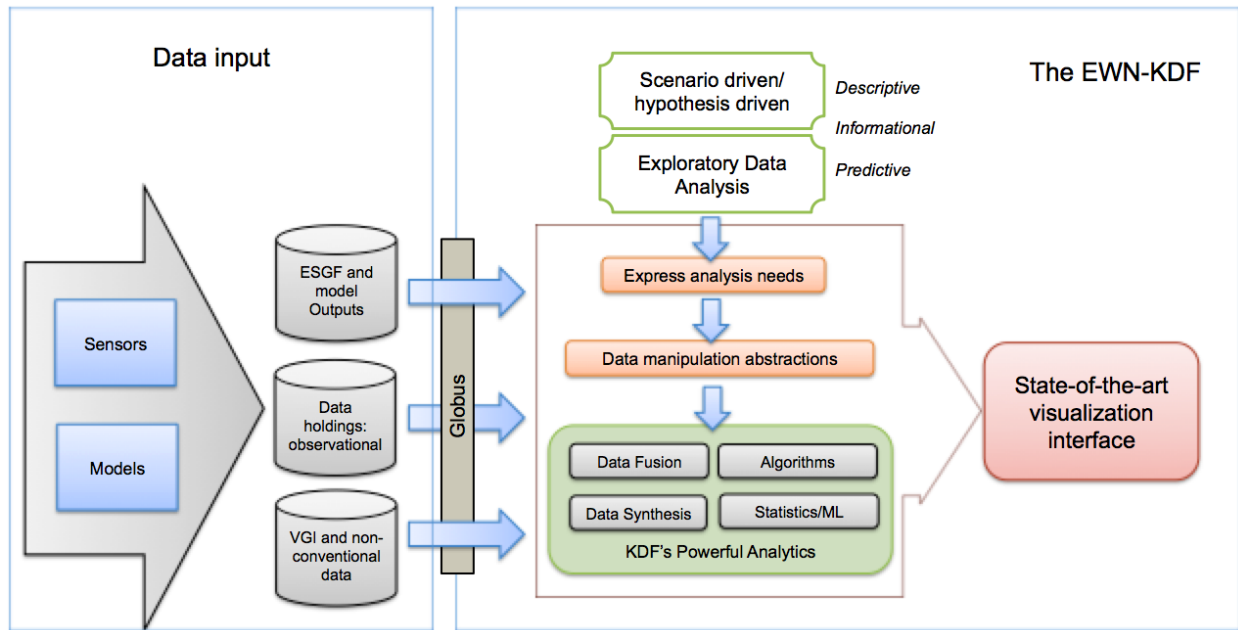 Data input
Sensors
Models
ESGF and
model
Outputs
Data
holdings:
observational
VGI and non-
conventional
data
Globus
The EWN-KDF
Scenario driven/
hypothesis driven
Exploratory Data
Analysis
Descriptive
Informational
Predictive
Express analysis needs
Data manipulation abstractions
Data Fusion
Algorithms
Data Synthesis
Statistics/ML
KDF's Powerful Analytics
State-of-the-art
visualization
interface